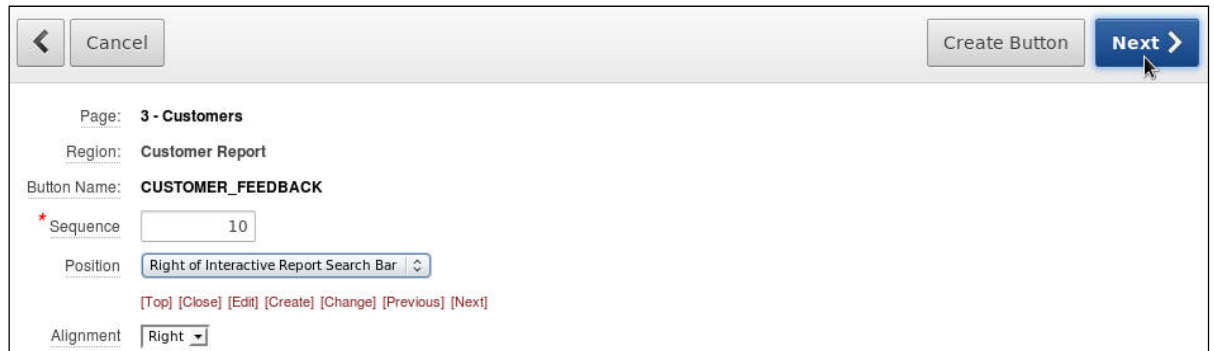 Cancel Create Button Next
Page: 3 - Customers
Region: Customer Report
Button Name: CUSTOMER_FEEDBACK
* Sequence 10
Position Right of Interactive Report Search Bar
[Top] [Close] [Edit] [Create] [Change] [Previous] [Next]
Alignment Right